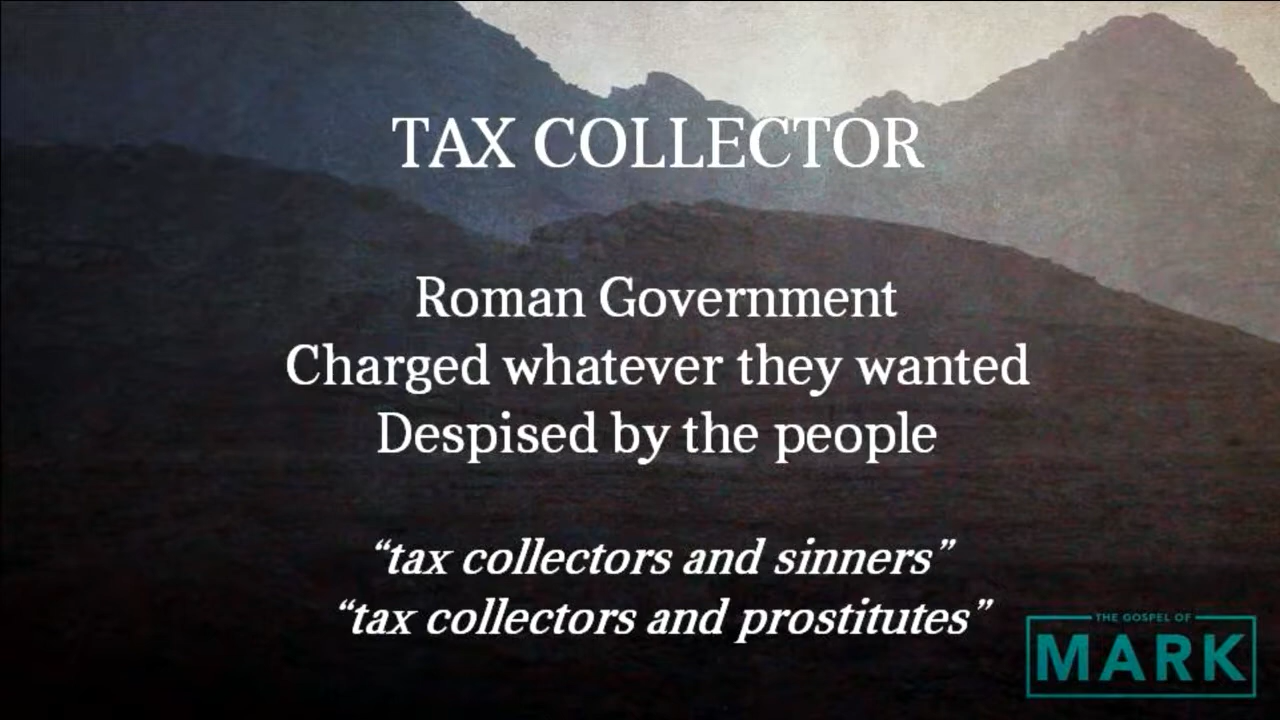 TAX COLLECTOR
Roman Government
Charged whatever they wanted
Despised by the people
“tax collectors and sinners”
“tax collectors and prostitutes”
THE GOSPEL OF
MARK